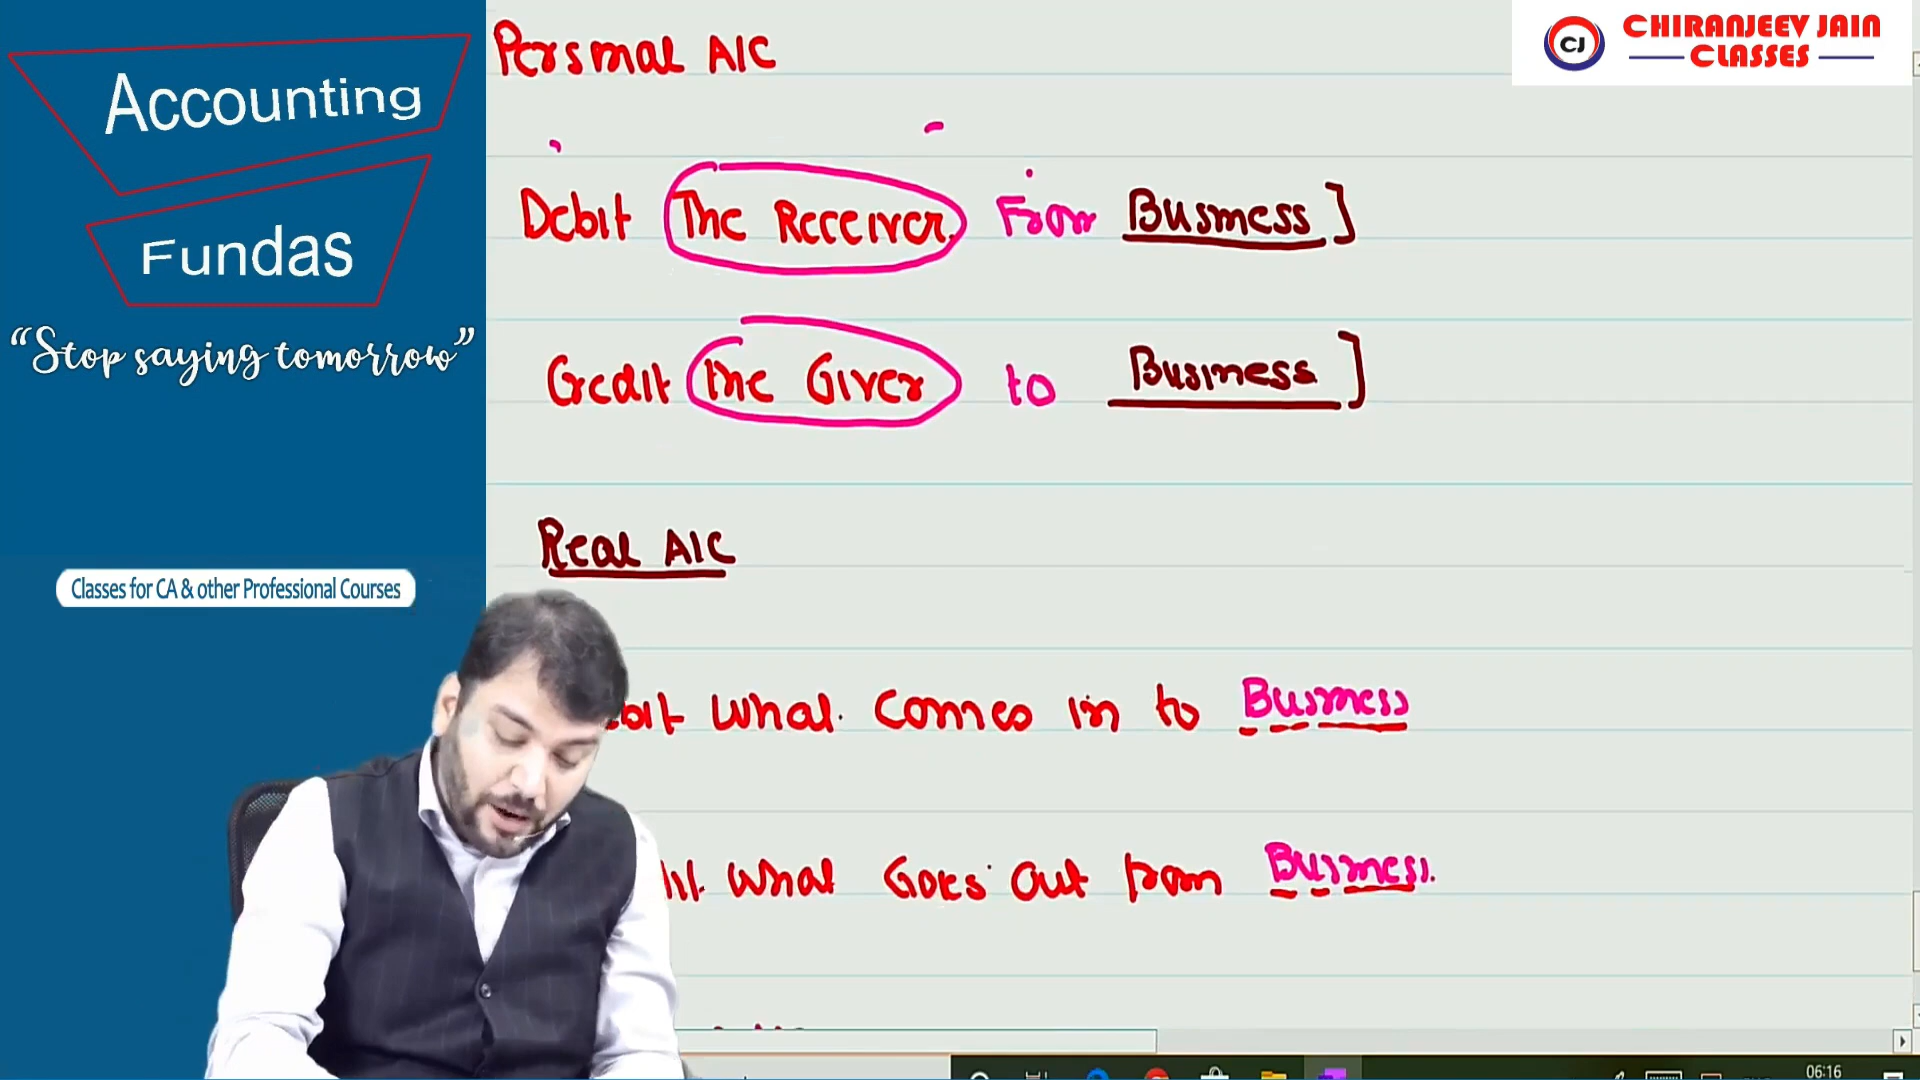 Accounting
Fundas
“Stop saying tomorrow”
Classes for CA & other Professional Courses
CJ
CHIRANJEEV JAIN
CLASSES
Personal A/C
Debit The Receiver From Business]
Credit The Giver to Business]
Real A/C
bit what comes in to Business
dit what Goes Out from Business.
06:16